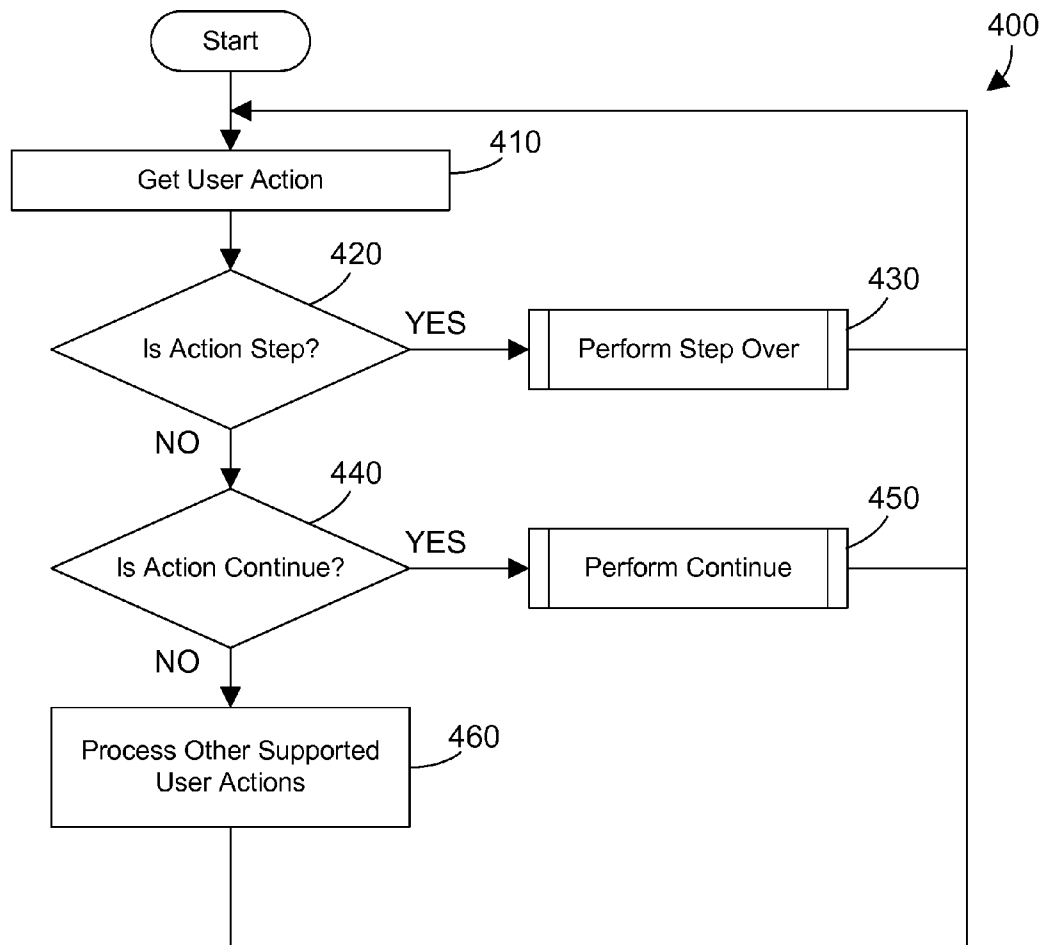 Start
400
410
Get User Action
420
430
YES
Is Action Step?
Perform Step Over
NO
440
450
YES
Is Action Continue?
Perform Continue
NO
460
Process Other Supported
User Actions